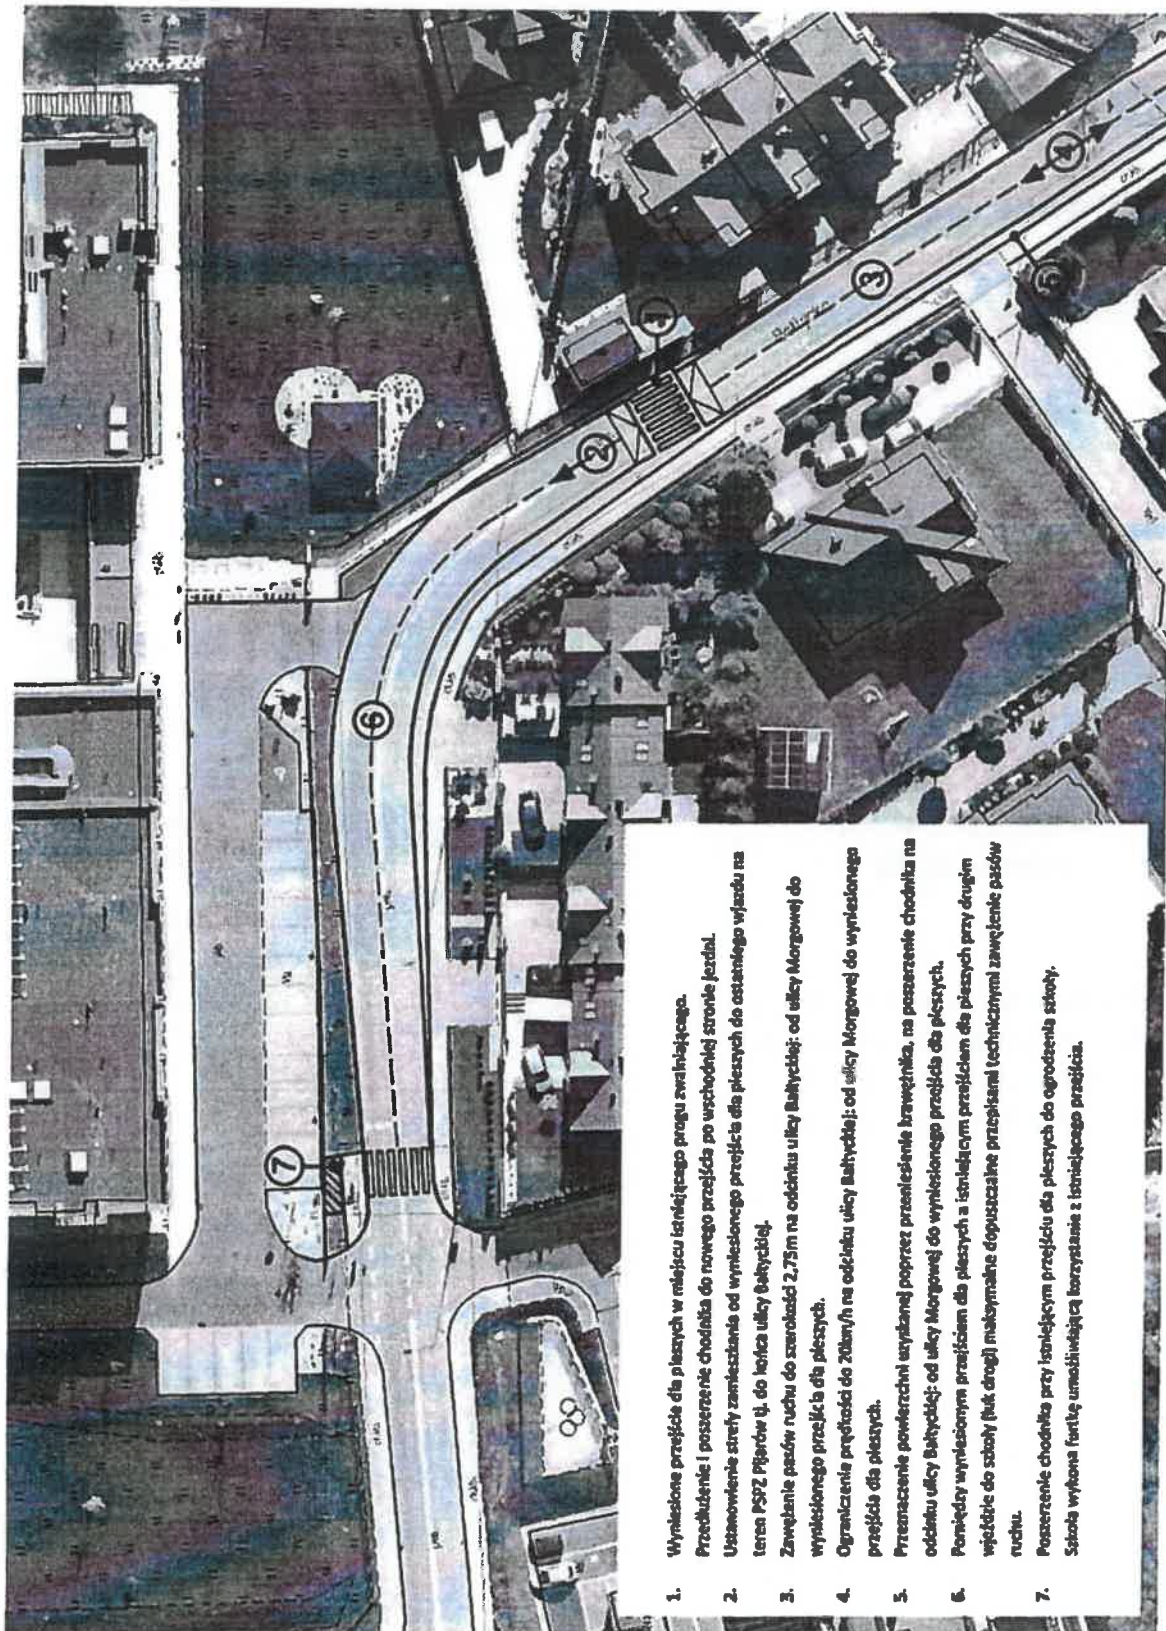 1. Wyniesione przejście dla pieszych w miejscu istniejącego progu zwalniającego.
Przedłużenie i poszerzenie chodnika do nowego przejścia po wschodniej stronie jezdni.
2. Ustanowienie strefy zamieszkania od wyniesionego przejścia dla pieszych do ostatniego wjazdu na
teren PSPZ Pijarów tj. do końca ulicy Bałtyckiej.
3. Zawężenie pasów ruchu do szerokości 2,75m na odcinku ulicy Bałtyckiej: od ulicy Morgowej do
wyniesionego przejścia dla pieszych.
4. Ograniczenie prędkości do 20km/h na odcinku ulicy Bałtyckiej: od ulicy Morgowej do wyniesionego
przejścia dla pieszych.
5. Przeznaczenie powierzchni uzyskanej poprzez przeniesienie krawężnika, na poszerzenie chodnika na
odcinku ulicy Bałtyckiej: od ulicy Morgowej do wyniesionego przejścia dla pieszych.
6. Pomiędzy wyniesionym przejściem dla pieszych a istniejącym przejściem dla pieszych przy drugim
wjeździe do szkoły (łuk drogi) maksymalne dopuszczalne przepisami technicznymi zawężenie pasów
ruchu.
7. Poszerzenie chodnika przy istniejącym przejściu dla pieszych do ogrodzenia szkoły.
Szkoła wykona furtkę umożliwiającą korzystanie z istniejącego przejścia.
7
6
2
1
3
5
4